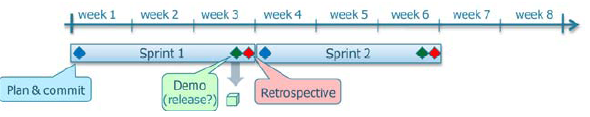 week 1 week 2 week 3 week 4 week 5 week 6 week 7 week 8
Sprint 1 Sprint 2
Plan & commit
Demo
(release?)
Retrospective